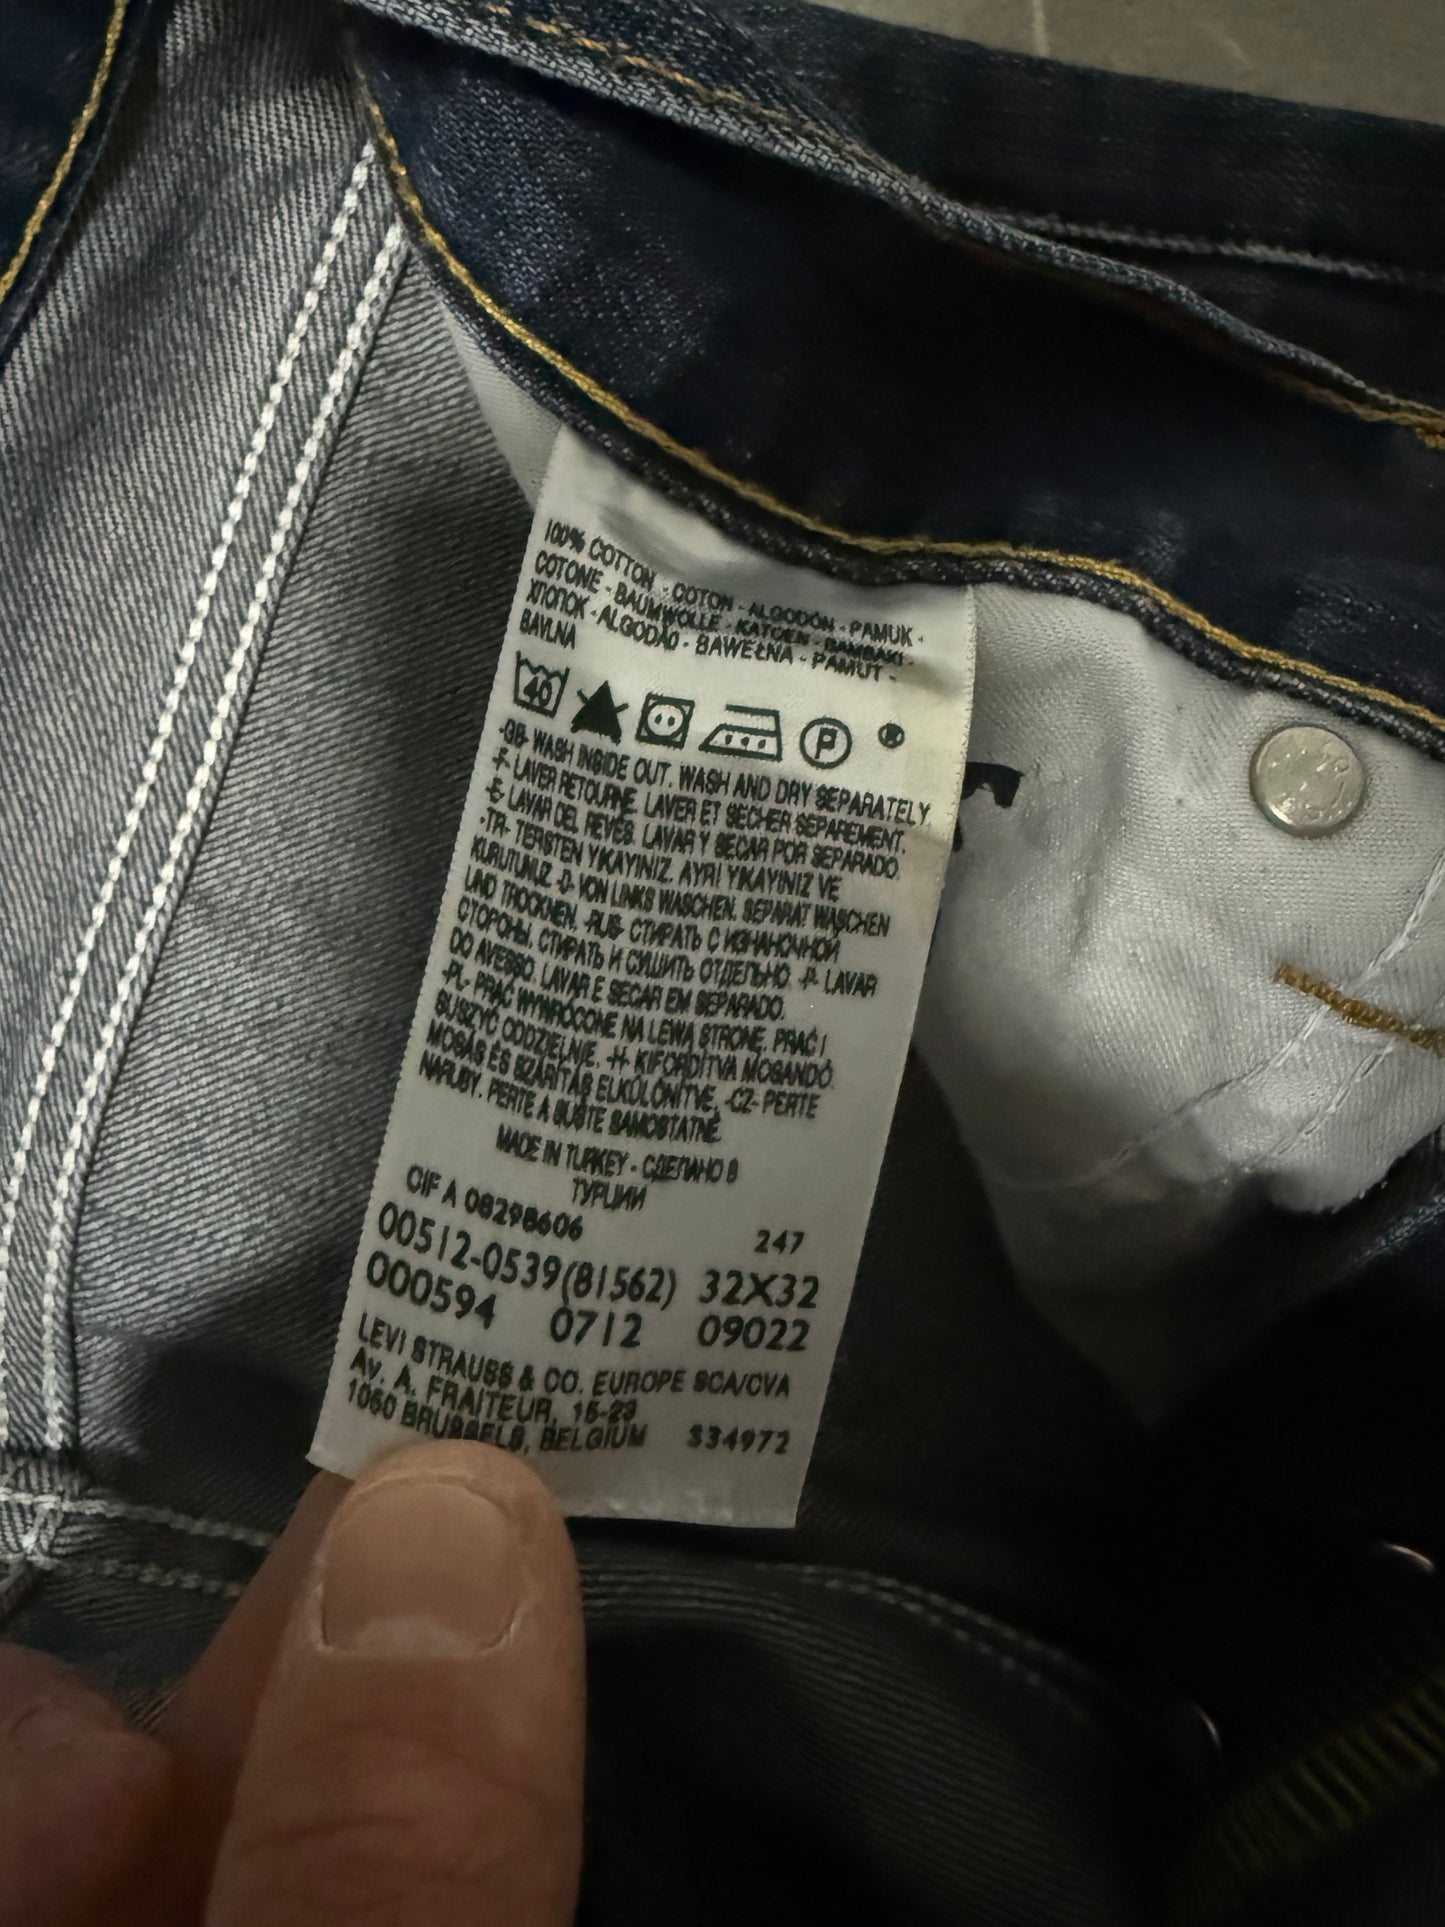 100% COTTON - COTON - ALGODÓN - PAMUK -
COTONE - BAUMWOLLE - KATOEN - BAMBAKI -
ХЛОПОК - ALGODÃO - BAWEŁNA - PAMUT -
BAVLNA
40 P ®
-GB- WASH INSIDE OUT. WASH AND DRY SEPARATELY.
-F- LAVER RETOURNE. LAVER ET SECHER SEPAREMENT.
-E- LAVAR DEL REVÉS. LAVAR Y SECAR POR SEPARADO.
-TR- TERSTEN YIKAYINIZ. AYRI YIKAYINIZ VE
KURUTUNUZ -D- VON LINKS WASCHEN. SEPARAT WASCHEN
UND TROCKNEN. -RUS- СТИРАТЬ С ИЗНАНОЧНОЙ
СТОРОНЫ. СТИРАТЬ И СУШИТЬ ОТДЕЛЬНО -P- LAVAR
DO AVESSO. LAVAR E SECAR EM SEPARADO.
-PL- PRAĆ WYWRÓCONE NA LEWĄ STRONĘ. PRAĆ I
SUSZYĆ ODDZIELNIE. -H- KIFORDÍTVA MOSANDÓ.
MOSÁS ÉS SZÁRÍTÁS ELKÜLÖNÍTVE. -CZ- PERTE
NARUBY. PERTE A SUŠTE SAMOSTATNĚ.
MADE IN TURKEY - СДЕЛАНО В
ТУРЦИИ
CIF A 08298606 247
00512-0539(81562) 32X32
000594 0712 09022
LEVI STRAUSS & CO. EUROPE SCA/CVA
AV. A. FRAITEUR, 15-23
1050 BRUSSELS, BELGIUM S34972